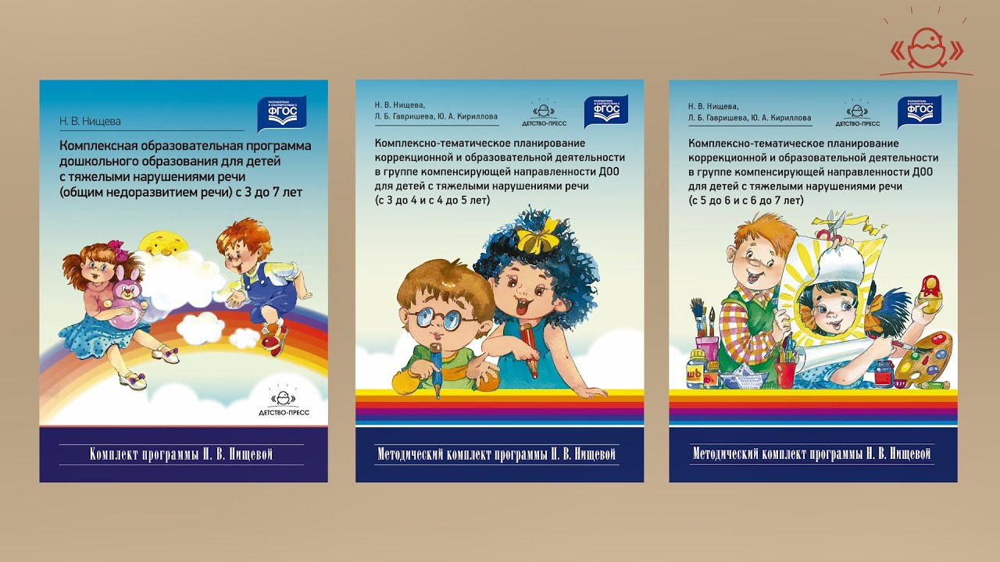 РАЗРАБОТАНО
В СООТВЕТСТВИИ С
ФГОС
Н. В. Нищева
Комплексная образовательная программа
дошкольного образования для детей
с тяжелыми нарушениями речи
(общим недоразвитием речи) с 3 до 7 лет
ДЕТСТВО-ПРЕСС
Комплект программы Н. В. Нищевой
Н. В. Нищева,
Л. Б. Гавришева, Ю. А. Кириллова
ДЕТСТВО-ПРЕСС
РАЗРАБОТАНО
В СООТВЕТСТВИИ С
ФГОС
Комплексно-тематическое планирование
коррекционной и образовательной деятельности
в группе компенсирующей направленности ДОО
для детей с тяжелыми нарушениями речи
(с 3 до 4 и с 4 до 5 лет)
Методический комплект программы Н. В. Нищевой
Н. В. Нищева,
Л. Б. Гавришева, Ю. А. Кириллова
ДЕТСТВО-ПРЕСС
РАЗРАБОТАНО
В СООТВЕТСТВИИ С
ФГОС
Комплексно-тематическое планирование
коррекционной и образовательной деятельности
в группе компенсирующей направленности ДОО
для детей с тяжелыми нарушениями речи
(с 5 до 6 и с 6 до 7 лет)
Методический комплект программы Н. В. Нищевой